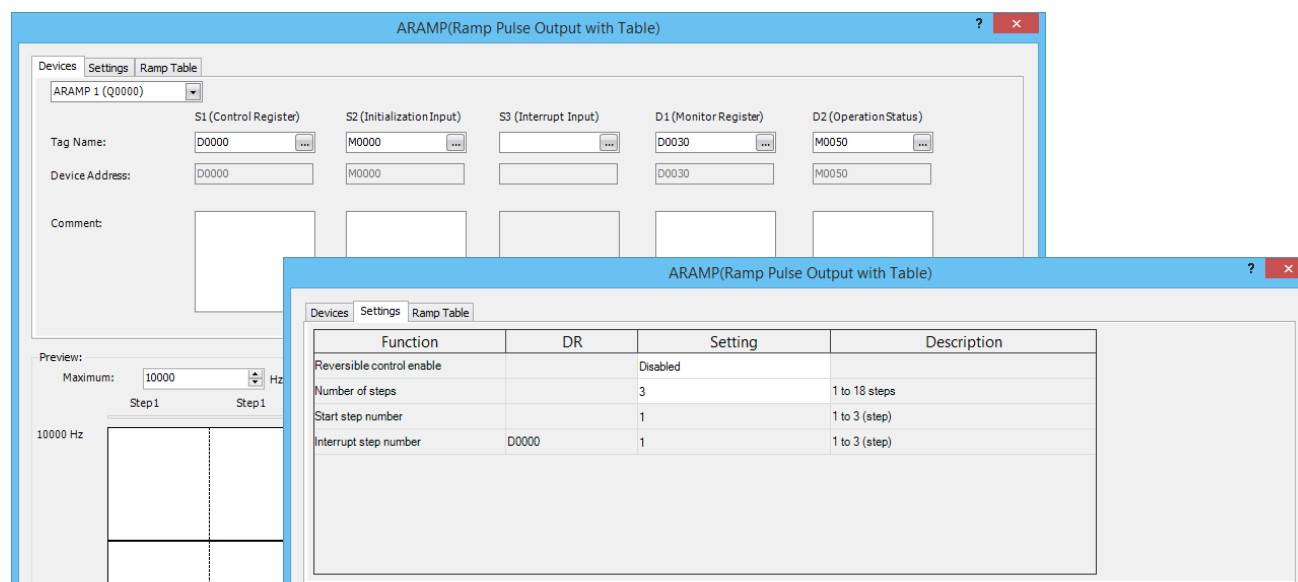 ARAMP(Ramp Pulse Output with Table)
?
Devices Settings Ramp Table
ARAMP 1 (Q0000)
S1 (Control Register) S2 (Initialization Input) S3 (Interrupt Input) D1 (Monitor Register) D2 (Operation Status)
Tag Name: D0000 ... M0000 ... ... D0030 ... M0050 ...
Device Address: D0000 M0000 D0030 M0050
Comment:
Preview:
Maximum: 10000 Hz
Step1 Step1
10000 Hz
ARAMP(Ramp Pulse Output with Table)
?
Devices Settings Ramp Table
Function DR Setting Description
Reversible control enable Disabled
Number of steps 3 1 to 18 steps
Start step number 1 1 to 3 (step)
Interrupt step number D0000 1 1 to 3 (step)